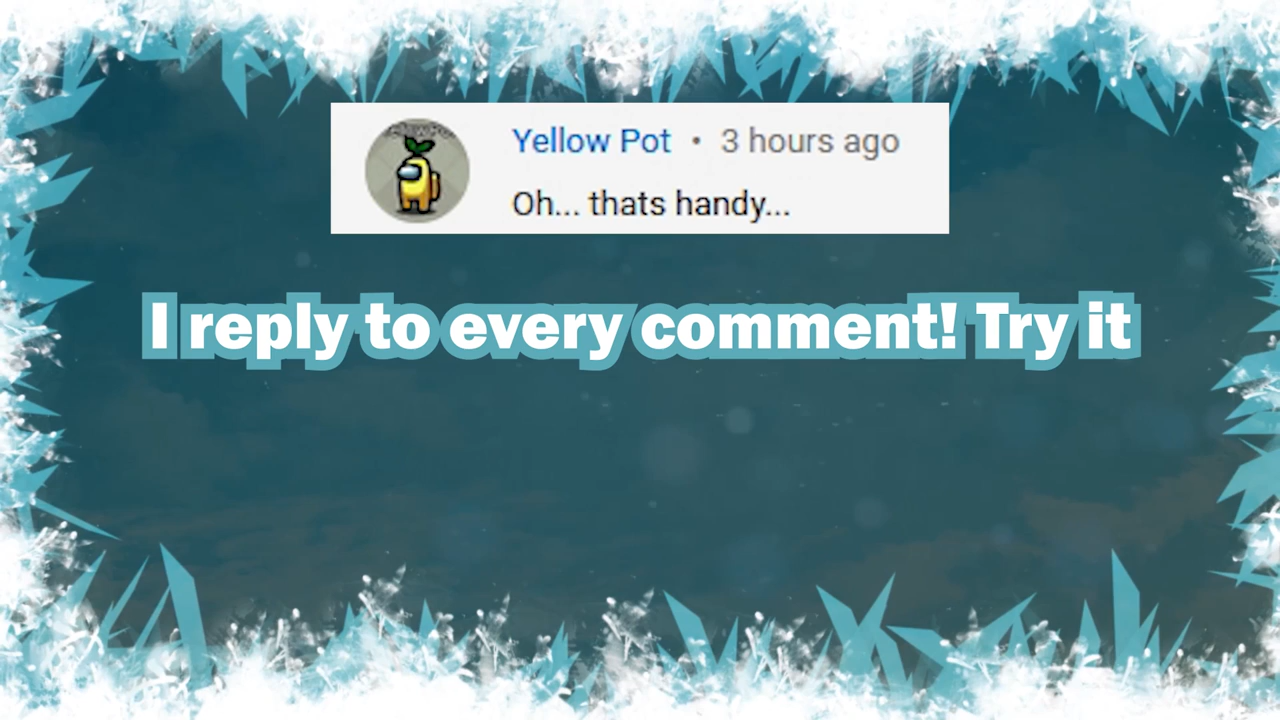 Yellow Pot • 3 hours ago
Oh... thats handy...
I reply to every comment! Try it